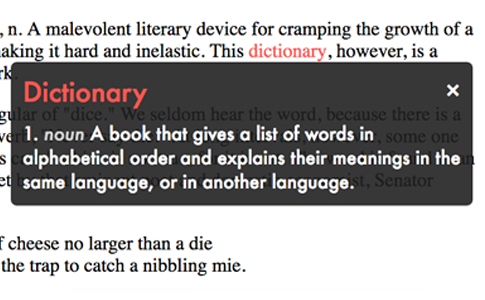 , n. A malevolent literary device for cramping the growth of a
aking it hard and inelastic. This dictionary, however, is a
rk.
Dictionary ×
1. noun A book that gives a list of words in
alphabetical order and explains their meanings in the
same language, or in another language.
gular of "dice." We seldom hear the word, because there is a
some one
an
Senator
f cheese no larger than a die
the trap to catch a nibbling mie.